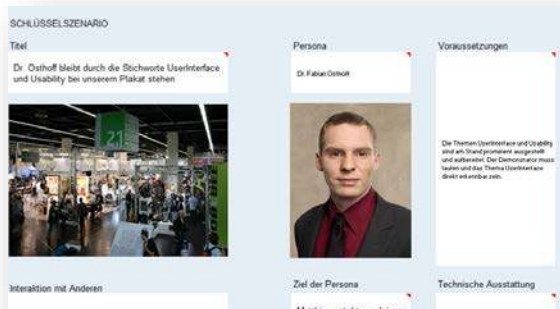 SCHLÜSSELSZENARIO
Titel
Dr. Osthoff bleibt durch die Stichworte UserInterface
und Usability bei unserem Plakat stehen
Persona
Dr. Fabian Osthoff
Voraussetzungen
Die Themen UserInterface und Usability
sind am Stand prominent ausgestellt
und aufbereitet. Der Demonstrator muss
laufen und das Thema UserInterface
direkt erkennbar sein.
2.1
Interaktion mit Anderen
Ziel der Persona
Technische Ausstattung